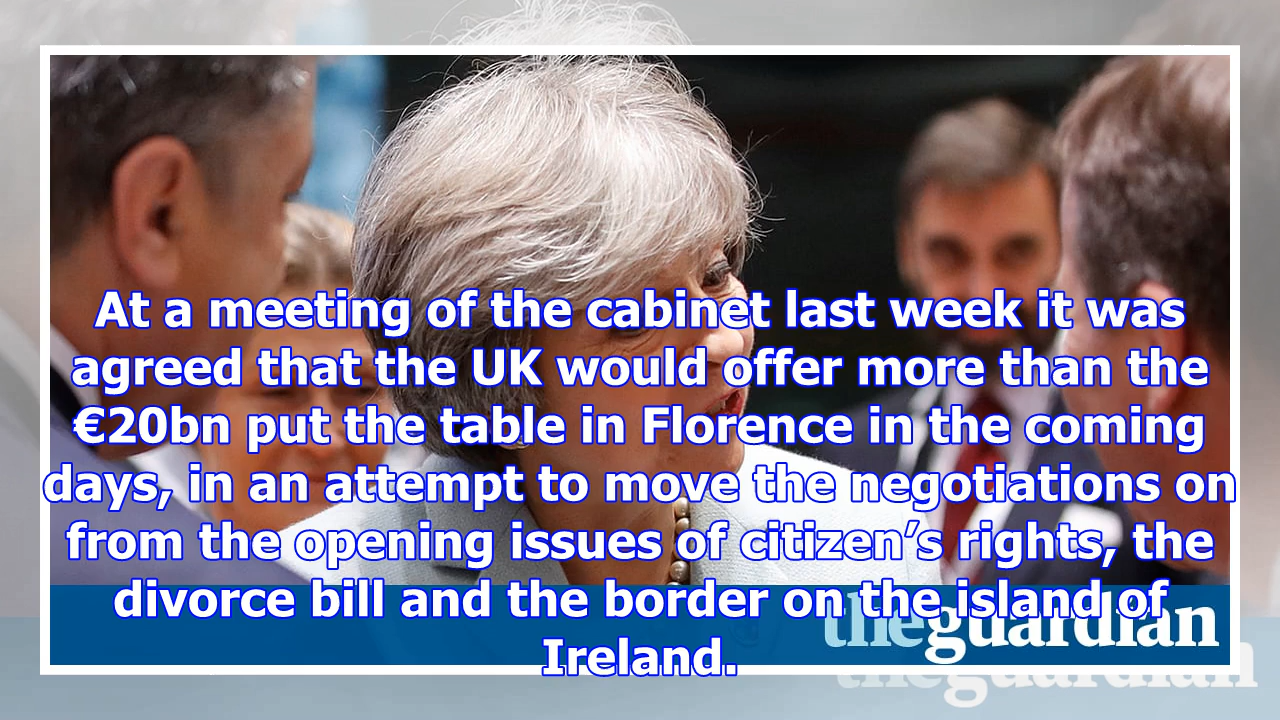 At a meeting of the cabinet last week it was
agreed that the UK would offer more than the
€20bn put the table in Florence in the coming
days, in an attempt to move the negotiations on
from the opening issues of citizen’s rights, the
divorce bill and the border on the island of
Ireland.
theguardian
theguardian